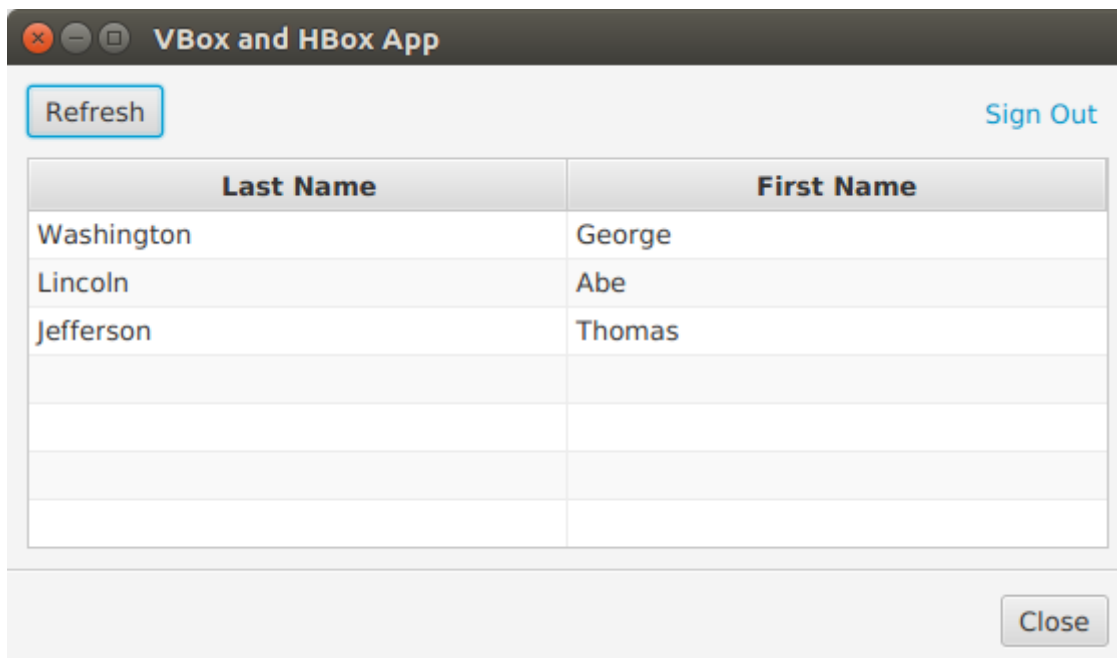 VBox and HBox App
Refresh Sign Out
Last Name First Name
Washington George
Lincoln Abe
Jefferson Thomas
Close